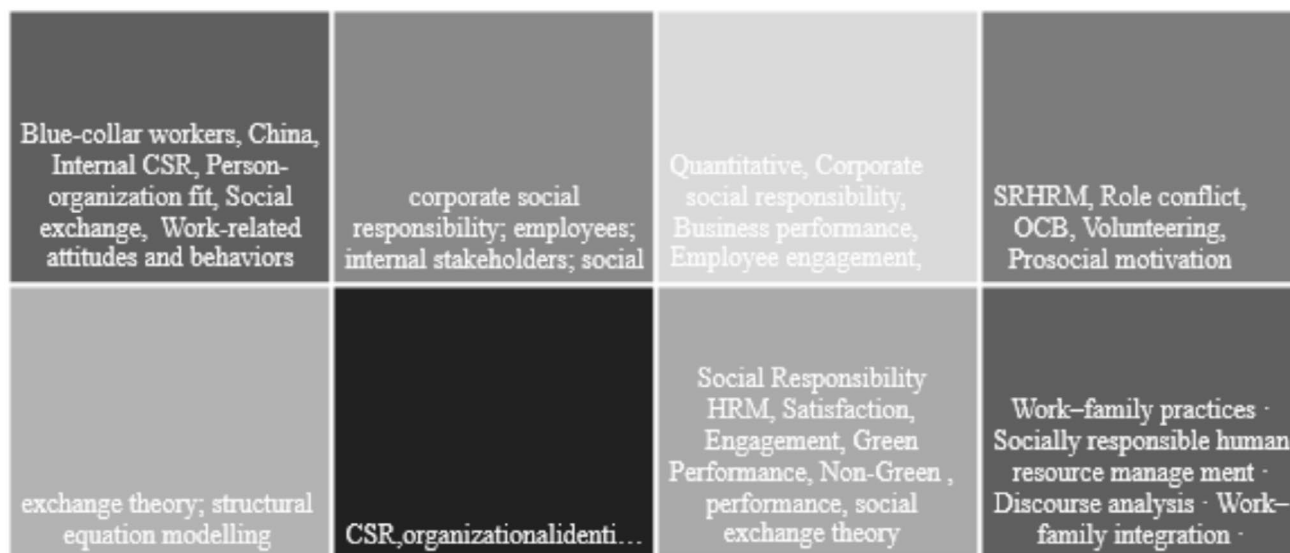 Blue-collar workers, China,
Internal CSR, Person-
organization fit, Social
exchange, Work-related
attitudes and behaviors
corporate social
responsibility; employees;
internal stakeholders; social
Quantitative, Corporate
social responsibility,
Business performance,
Employee engagement,
SRHRM, Role conflict,
OCB, Volunteering,
Prosocial motivation
exchange theory; structural
equation modelling
CSR,organizationalidenti…
Social Responsibility
HRM, Satisfaction,
Engagement, Green
Performance, Non-Green ,
performance, social
exchange theory
Work–family practices ·
Socially responsible human
resource manage ment ·
Discourse analysis · Work–
family integration ·